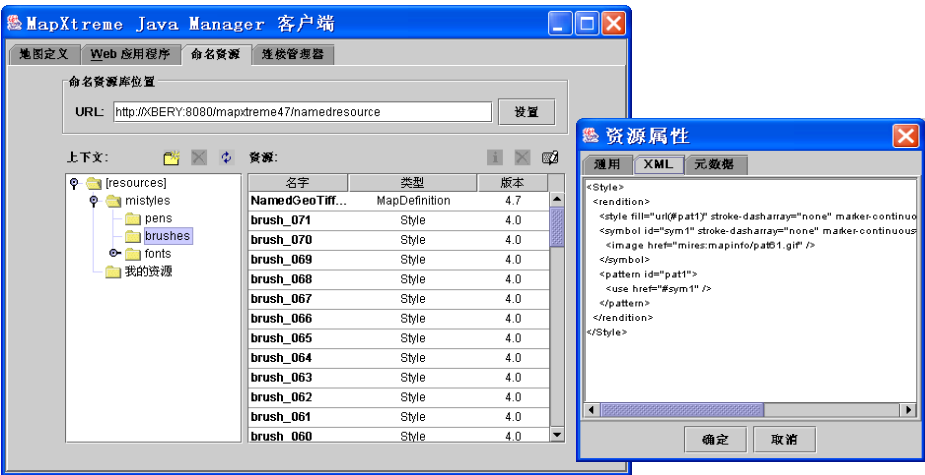 MapXtreme Java Manager 客户端
地图定义 Web 应用程序 命名资源 连接管理器
命名资源库位置
URL: http://XBERY:8080/mapxtreme47/namedresource 设置
上下文: 资源:
[resources]
mistyles
pens
brushes
fonts
我的资源
名字 类型 版本
NamedGeoTiff... MapDefinition 4.7
brush_071 Style 4.0
brush_070 Style 4.0
brush_069 Style 4.0
brush_068 Style 4.0
brush_067 Style 4.0
brush_066 Style 4.0
brush_065 Style 4.0
brush_064 Style 4.0
brush_063 Style 4.0
brush_062 Style 4.0
brush_061 Style 4.0
brush_060 Style 4.0
资源属性
通用 XML 元数据
<Style>
<rendition>
<style fill="url(#pat1)" stroke-dasharray="none" marker-continuo
<symbol id="sym1" stroke-dasharray="none" marker-continuous
<image href="mires:mapinfo/pat61.gif" />
</symbol>
<pattern id="pat1">
<use href="#sym1" />
</pattern>
</rendition>
</Style>
确定 取消